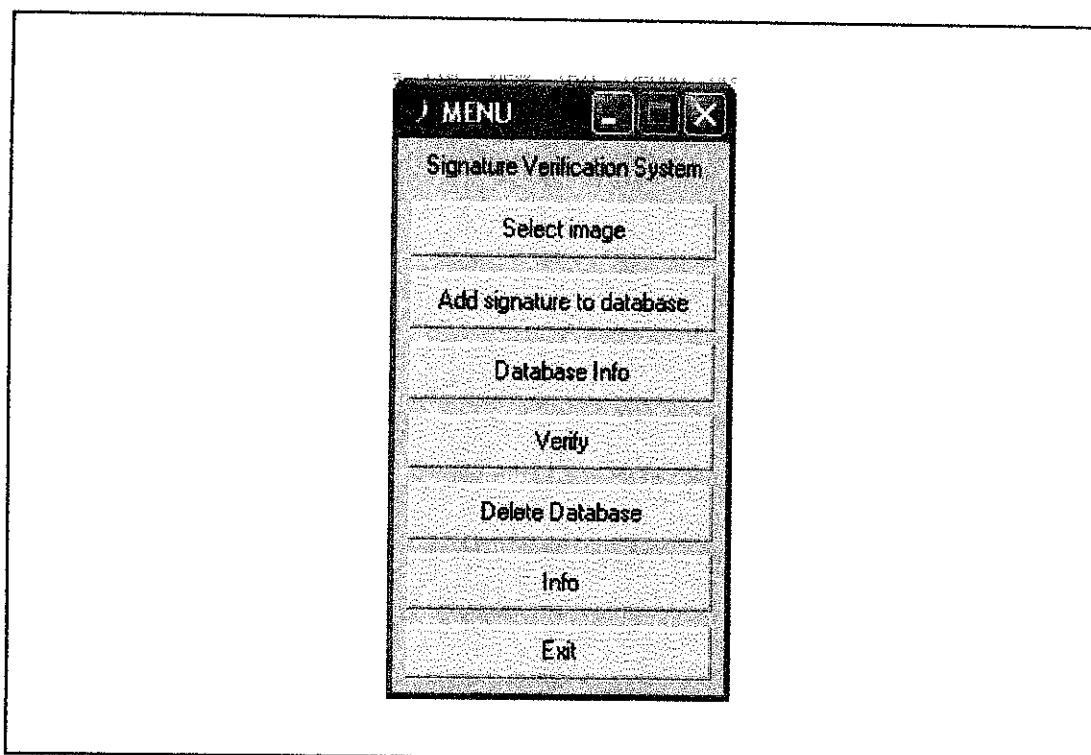 MENU
Signature Verification System
Select image
Add signature to database
Database Info
Verify
Delete Database
Info
Exit